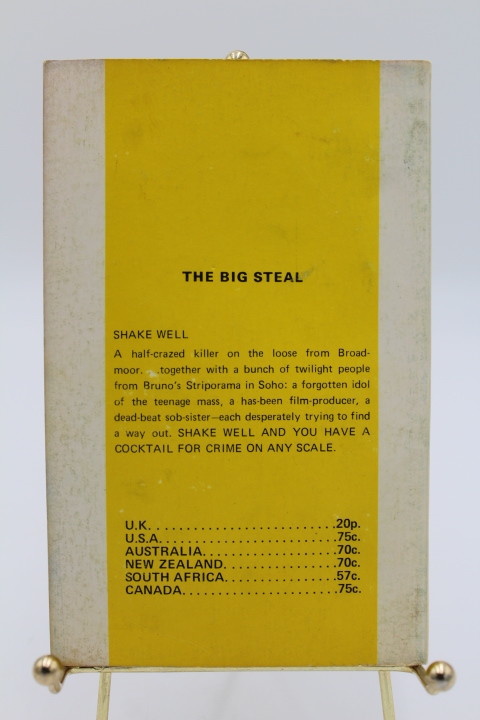 THE BIG STEAL
SHAKE WELL
A half-crazed killer on the loose from Broad-
moor. . .together with a bunch of twilight people
from Bruno's Striporama in Soho: a forgotten idol
of the teenage mass, a has-been film-producer, a
dead-beat sob-sister—each desperately trying to find
a way out. SHAKE WELL AND YOU HAVE A
COCKTAIL FOR CRIME ON ANY SCALE.
U.K. . . . . . . . . . . . . . . . . . . . . . . . .20p.
U.S.A. . . . . . . . . . . . . . . . . . . . . . . .75c.
AUSTRALIA. . . . . . . . . . . . . . . . . .70c.
NEW ZEALAND. . . . . . . . . . . . . . .70c.
SOUTH AFRICA. . . . . . . . . . . . . . .57c.
CANADA. . . . . . . . . . . . . . . . . . . . .75c.